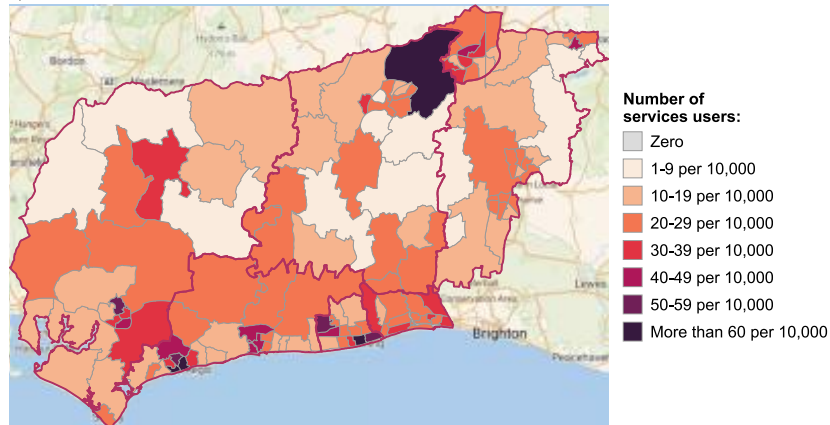 Bordon
Number of
services users:
Zero
1-9 per 10,000
10-19 per 10,000
20-29 per 10,000
30-39 per 10,000
40-49 per 10,000
50-59 per 10,000
More than 60 per 10,000
Brighton